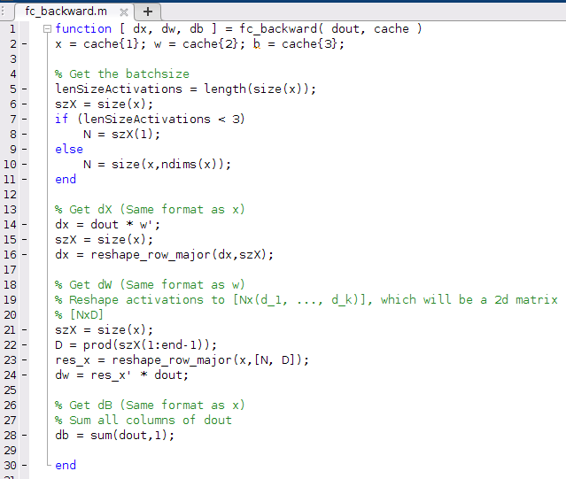 fc_backward.m × +
1 function [ dx, dw, db ] = fc_backward( dout, cache )
2 - x = cache{1}; w = cache{2}; b = cache{3};
3
4 % Get the batchsize
5 - lenSizeActivations = length(size(x));
6 - szX = size(x);
7 - if (lenSizeActivations < 3)
8 - N = szX(1);
9 - else
10 - N = size(x,ndims(x));
11 - end
12
13 % Get dX (Same format as x)
14 - dx = dout * w';
15 - szX = size(x);
16 - dx = reshape_row_major(dx,szX);
17
18 % Get dW (Same format as w)
19 % Reshape activations to [Nx(d_1, ..., d_k)], which will be a 2d matrix
20 % [NxD]
21 - szX = size(x);
22 - D = prod(szX(1:end-1));
23 - res_x = reshape_row_major(x,[N, D]);
24 - dw = res_x' * dout;
25
26 % Get dB (Same format as x)
27 % Sum all columns of dout
28 - db = sum(dout,1);
29
30 - end